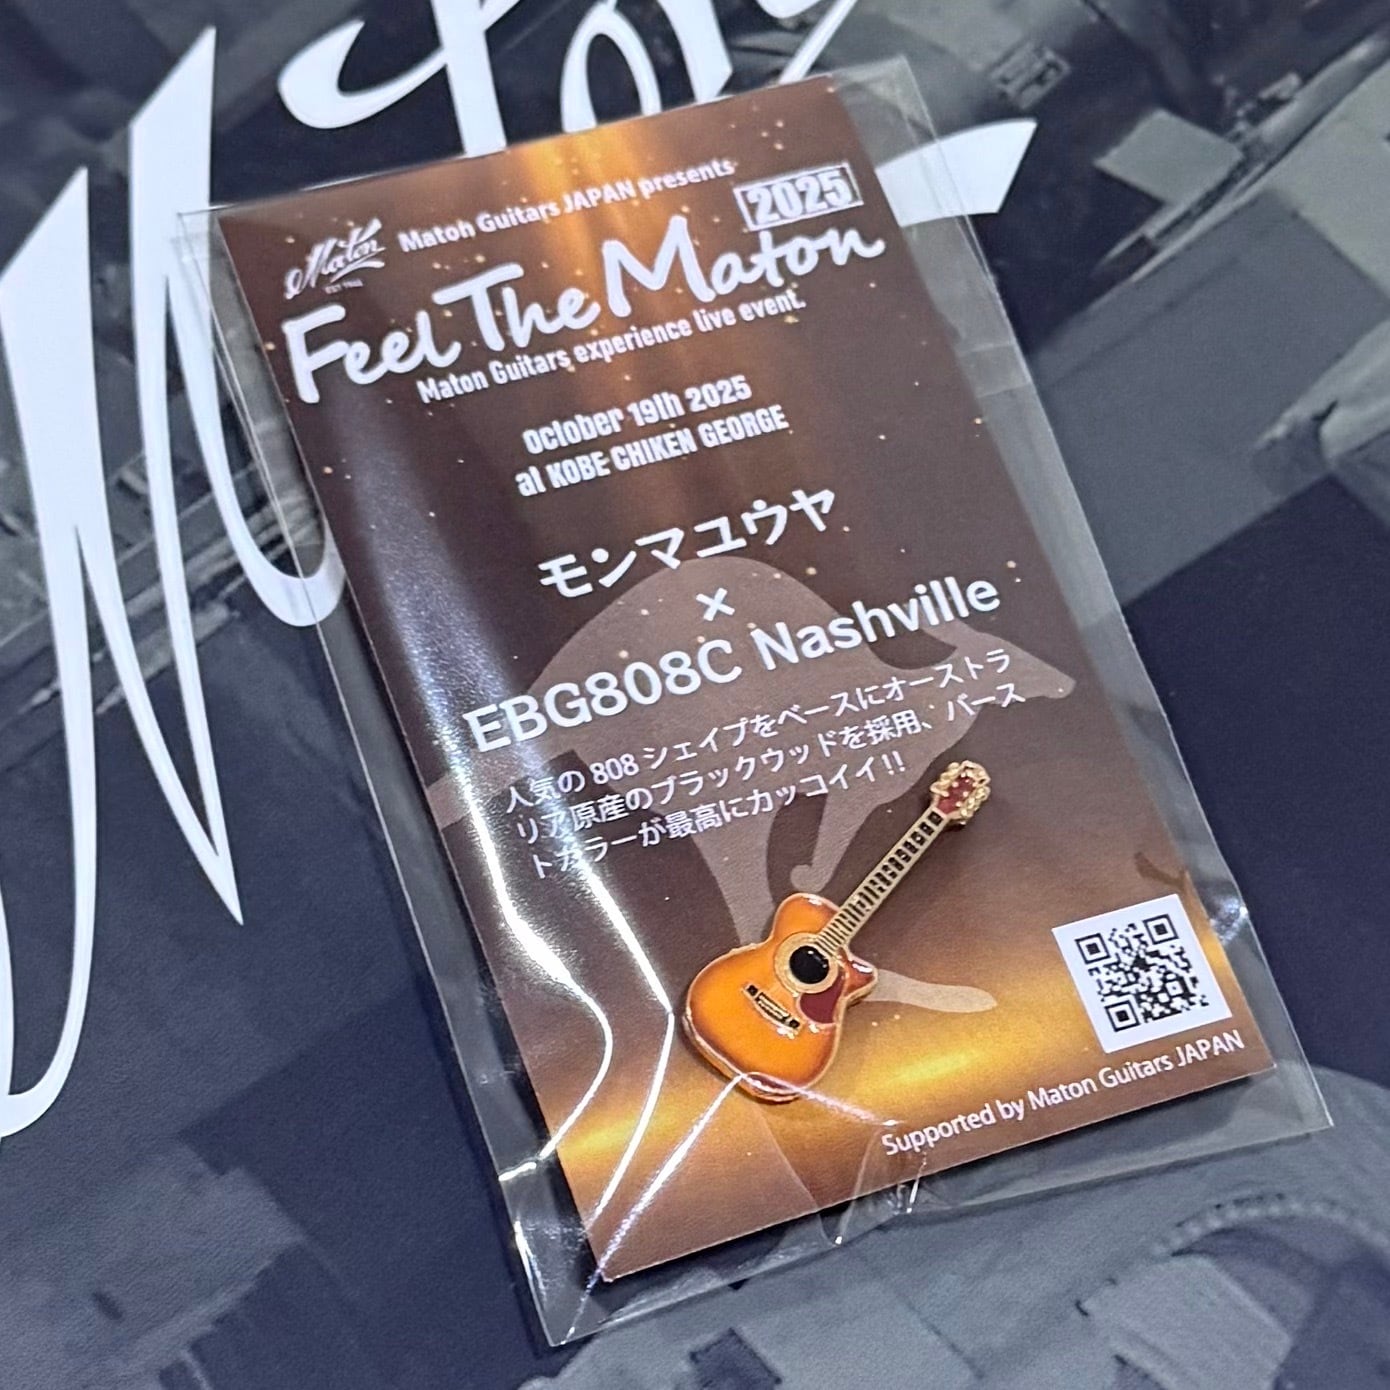 Maton
Maton
EST 1946
Maton Guitars JAPAN presents
2025
Feel The Maton
Maton Guitars experience live event.
october 19th 2025
at KOBE CHIKEN GEORGE
モンマユウヤ
×
EBG808C Nashville
人気の 808 シェイプをベースにオーストラ
リア原産のブラックウッドを採用、バース
トカラーが最高にカッコイイ!!
Supported by Maton Guitars JAPAN